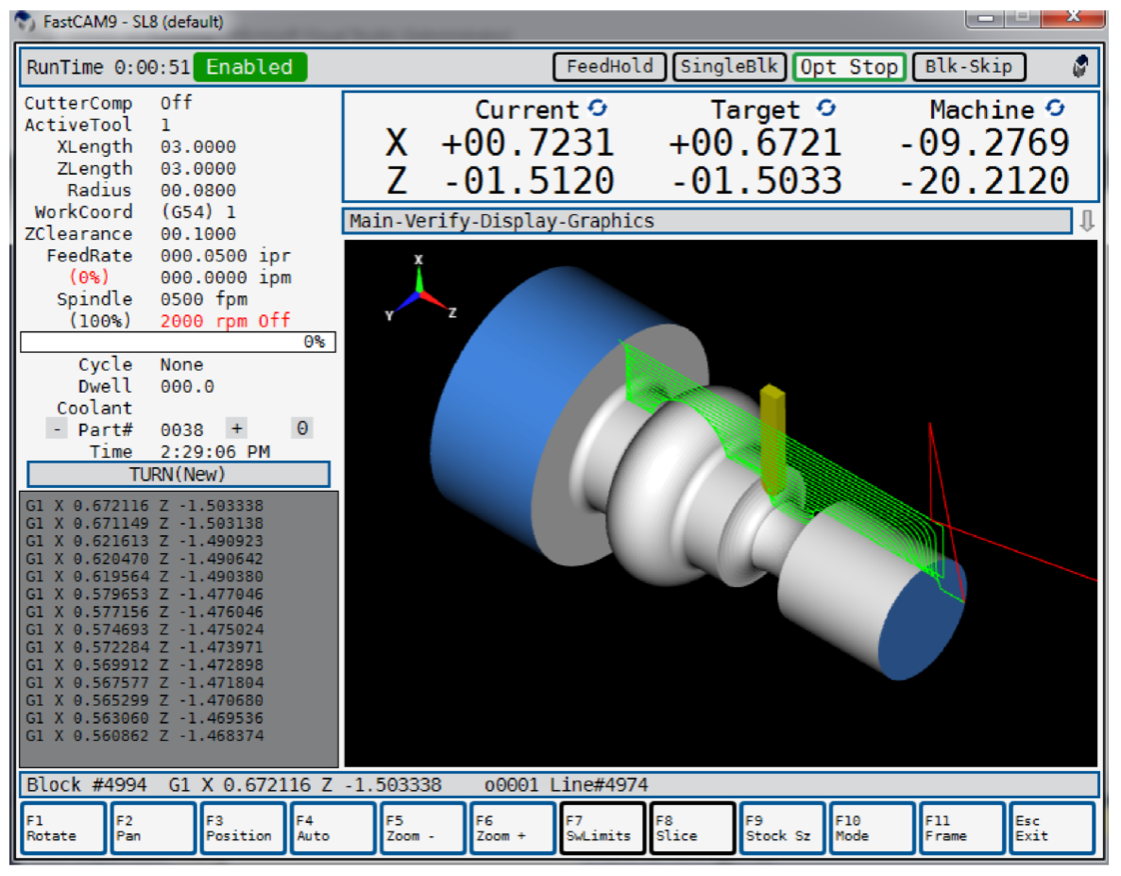 FastCAM9 - SL8 (default)
RunTime 0:00:51 Enabled FeedHold SingleBlk Opt Stop Blk-Skip
CutterComp Off
ActiveTool 1
XLength 03.0000
ZLength 03.0000
Radius 00.0800
WorkCoord (G54) 1
ZClearance 00.1000
FeedRate 000.0500 ipr
(0%) 000.0000 ipm
Spindle 0500 fpm
(100%) 2000 rpm Off
0%
Cycle None
Dwell 000.0
Coolant
- Part# 0038 + 0
Time 2:29:06 PM
TURN(New)
G1 X 0.672116 Z -1.503338
G1 X 0.671149 Z -1.503138
G1 X 0.621613 Z -1.490923
G1 X 0.620470 Z -1.490642
G1 X 0.619564 Z -1.490380
G1 X 0.579653 Z -1.477046
G1 X 0.577156 Z -1.476046
G1 X 0.574693 Z -1.475024
G1 X 0.572284 Z -1.473971
G1 X 0.569912 Z -1.472898
G1 X 0.567577 Z -1.471804
G1 X 0.565299 Z -1.470680
G1 X 0.563060 Z -1.469536
G1 X 0.560862 Z -1.468374
Current Target Machine
X +00.7231 +00.6721 -09.2769
Z -01.5120 -01.5033 -20.2120
Main-Verify-Display-Graphics
X
Y Z
Block #4994 G1 X 0.672116 Z -1.503338 o0001 Line#4974
F1 Rotate
F2 Pan
F3 Position
F4 Auto
F5 Zoom -
F6 Zoom +
F7 SwLimits
F8 Slice
F9 Stock Sz
F10 Mode
F11 Frame
Esc Exit